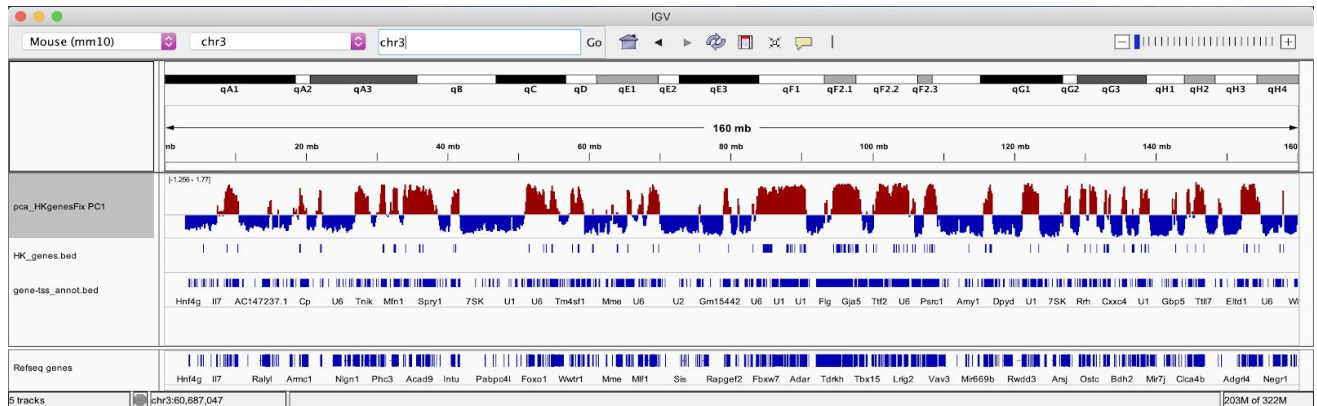 IGV
Mouse (mm10) chr3 chr3 Go
qA1 qA2 qA3 qB qC qD qE1 qE2 qE3 qF1 qF2.1 qF2.2 qF2.3 qG1 qG2 qG3 qH1 qH2 qH3 qH4
160 mb
mb 20 mb 40 mb 60 mb 80 mb 100 mb 120 mb 140 mb 160
[-1.256 - 1.77]
pca_HKgenesFix PC1
HK_genes.bed
gene-tss_annot.bed
Hnf4g Il7 AC147237.1 Cp U6 Tnik Mfn1 Spry1 7SK U1 U6 Tm4sf1 Mme U6 U2 Gm15442 U6 U1 U1 Flg Gja5 Ttf2 U6 Psrc1 Amy1 Dpyd U1 7SK Rrh Cxxc4 U1 Gbp5 Ttll7 Eltd1 U6 Wl
Refseq genes
Hnf4g Il7 Ralyl Armc1 Nlgn1 Phc3 Acad9 Intu Pabpc4l Foxo1 Wwtr1 Mme Mlf1 Sis Rapgef2 Fbxw7 Adar Tdrkh Tbx15 Lrig2 Vav3 Mir669b Rwdd3 Arsj Ostc Bdh2 Mir7j Clca4b Adgrl4 Negr1
5 tracks chr3:60,687,047 203M of 322M